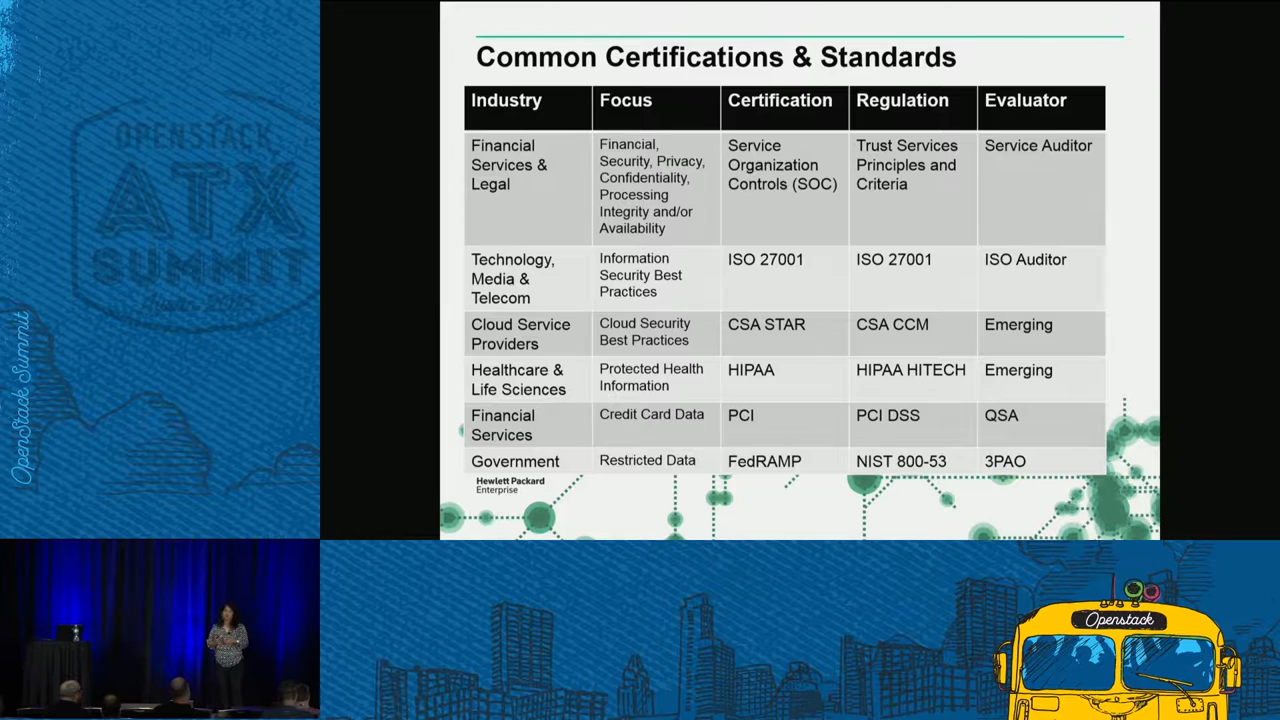 OPENSTACK
ATX
SUMMIT
OpenStack Summit
Common Certifications & Standards
Industry Focus Certification Regulation Evaluator
Financial
Services &
Legal
Financial,
Security, Privacy,
Confidentiality,
Processing
Integrity and/or
Availability
Service
Organization
Controls (SOC)
Trust Services
Principles and
Criteria
Service Auditor
Technology,
Media &
Telecom
Information
Security Best
Practices
ISO 27001
ISO 27001
ISO Auditor
Cloud Service
Providers
Cloud Security
Best Practices
CSA STAR
CSA CCM
Emerging
Healthcare &
Life Sciences
Protected Health
Information
HIPAA
HIPAA HITECH
Emerging
Financial
Services
Credit Card Data
PCI
PCI DSS
QSA
Government
Restricted Data
FedRAMP
NIST 800-53
3PAO
Hewlett Packard
Enterprise
Openstack